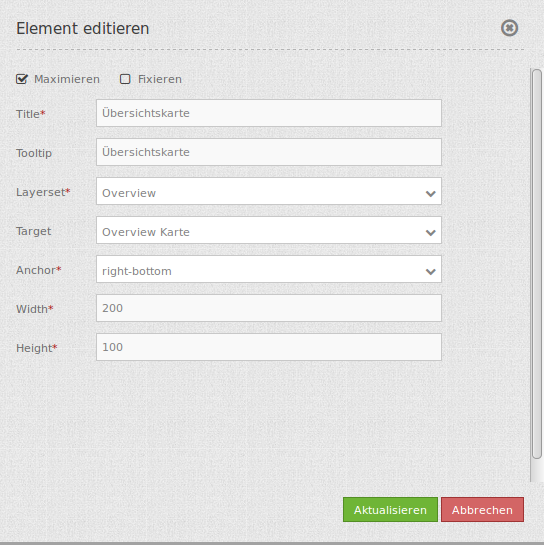 Element editieren
Maximieren Fixieren
Title* Übersichtskarte
Tooltip Übersichtskarte
Layerset* Overview
Target Overview Karte
Anchor* right-bottom
Width* 200
Height* 100
Aktualisieren Abbrechen